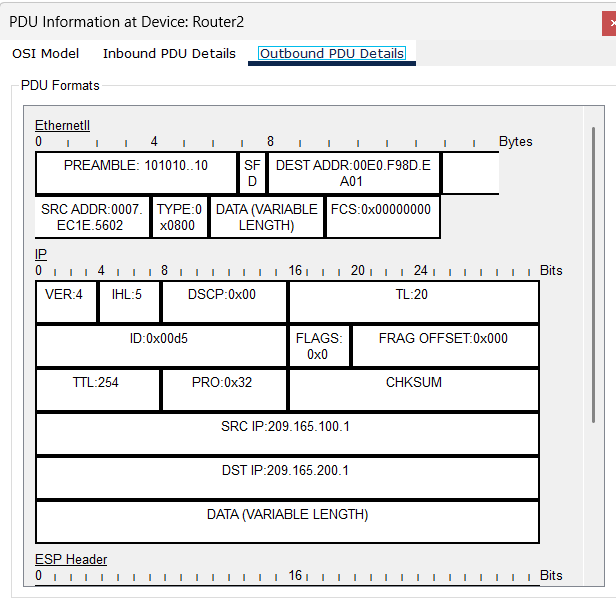 PDU Information at Device: Router2
OSI Model Inbound PDU Details Outbound PDU Details
PDU Formats
EthernetII
0 4 8 Bytes
PREAMBLE: 101010..10 SF DEST ADDR:00E0.F98D.E
D A01
SRC ADDR:0007. TYPE:0 DATA (VARIABLE FCS:0x00000000
EC1E.5602 x0800 LENGTH)
IP
0 4 8 16 20 24 Bits
VER:4 IHL:5 DSCP:0x00 TL:20
ID:0x00d5 FLAGS: FRAG OFFSET:0x000
0x0
TTL:254 PRO:0x32 CHKSUM
SRC IP:209.165.100.1
DST IP:209.165.200.1
DATA (VARIABLE LENGTH)
ESP Header
0 16 Bits